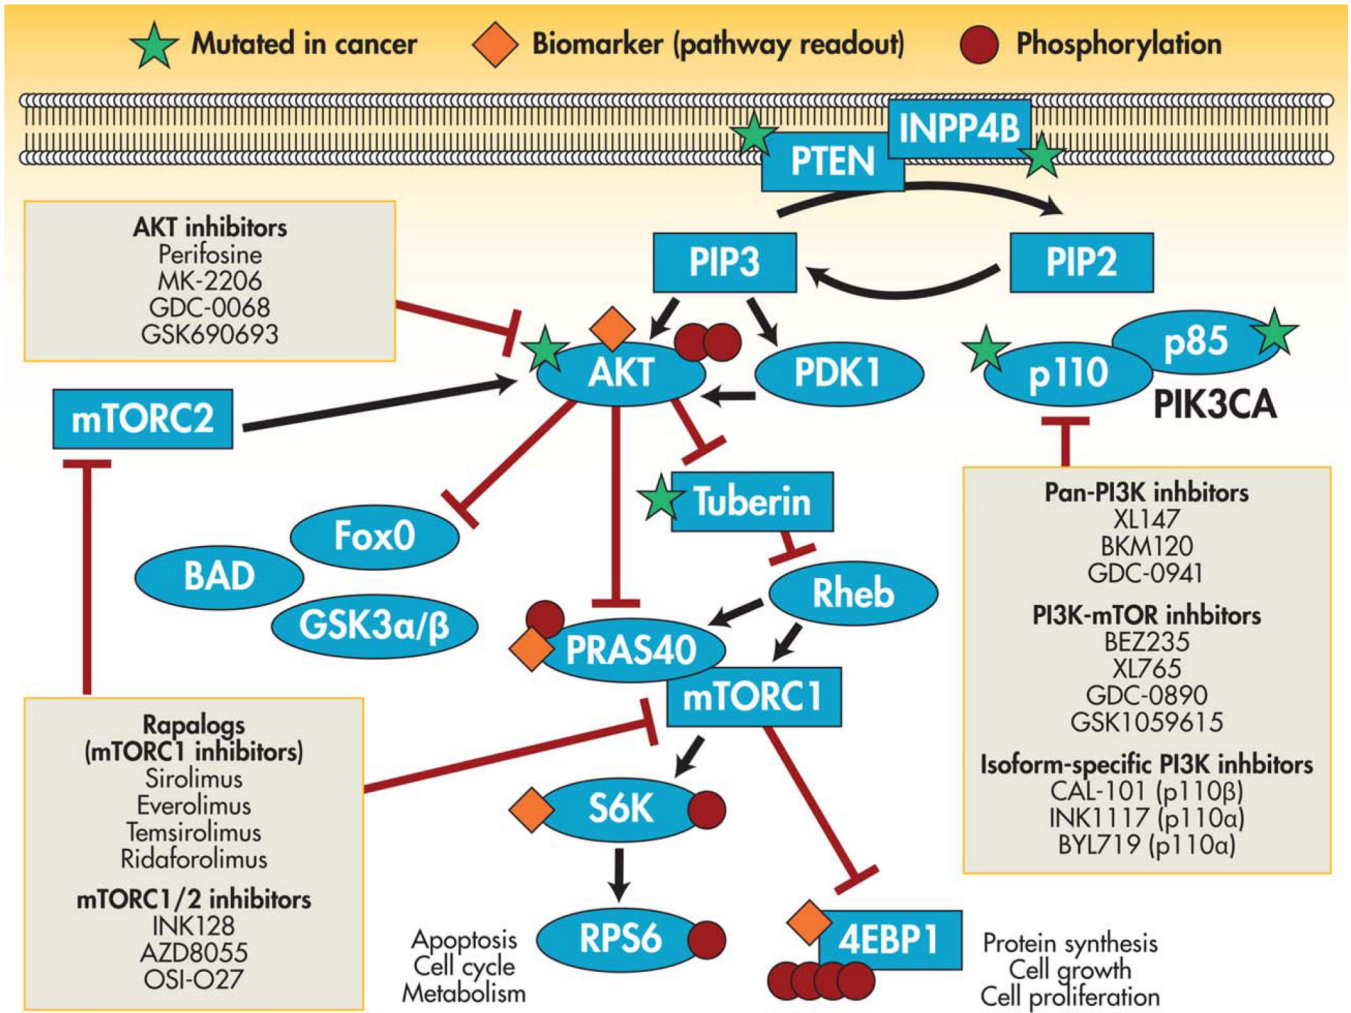 Mutated in cancer
Biomarker (pathway readout)
Phosphorylation
INPP4B
PTEN
PIP3
PIP2
AKT inhibitors
Perifosine
MK-2206
GDC-0068
GSK690693
AKT
PDK1
p110
p85
PIK3CA
mTORC2
Tuberin
Fox0
BAD
GSK3α/β
Rheb
PRAS40
mTORC1
Pan-PI3K inhbitors
XL147
BKM120
GDC-0941
PI3K-mTOR inhbitors
BEZ235
XL765
GDC-0890
GSK1059615
Isoform-specific PI3K inhbitors
CAL-101 (p110β)
INK1117 (p110α)
BYL719 (p110α)
Rapalogs
(mTORC1 inhibitors)
Sirolimus
Everolimus
Temsirolimus
Ridaforolimus
mTORC1/2 inhibitors
INK128
AZD8055
OSI-O27
S6K
RPS6
Apoptosis
Cell cycle
Metabolism
4EBP1
Protein synthesis
Cell growth
Cell proliferation